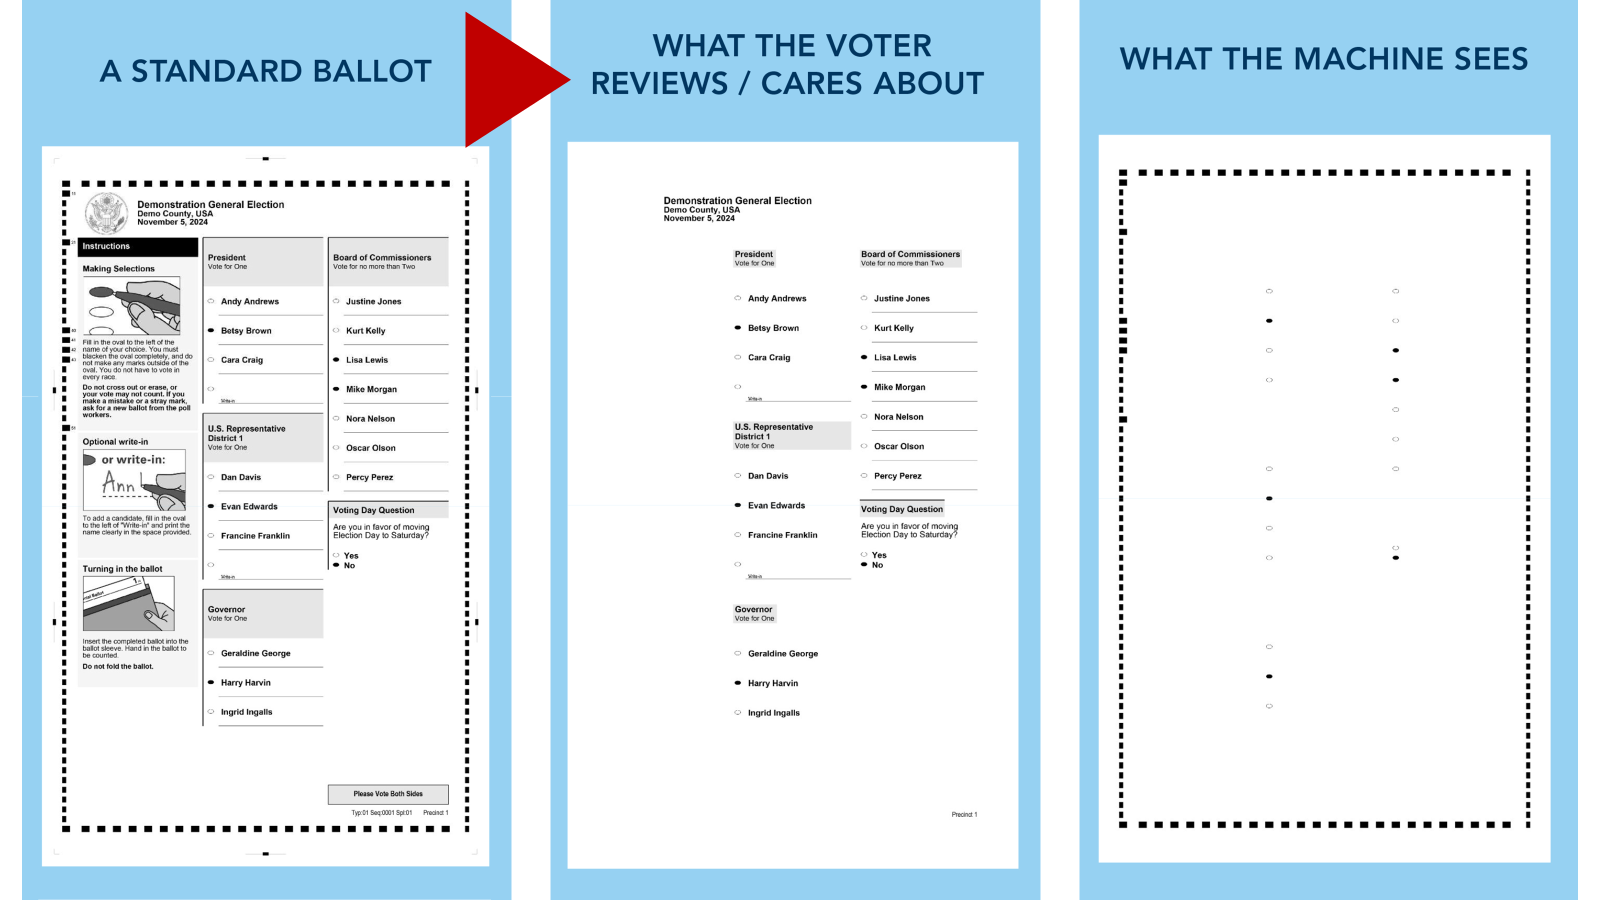 A STANDARD BALLOT
Demonstration General Election
Demo County, USA
November 5, 2024
11
21
40
41
42
43
51
Instructions
Making Selections
Fill in the oval to the left of the
name of your choice. You must
blacken the oval completely, and do
not make any marks outside of the
oval. You do not have to vote in
every race.
Do not cross out or erase, or
your vote may not count. If you
make a mistake or a stray mark,
ask for a new ballot from the poll
workers.
Optional write-in
or write-in:
Ann
To add a candidate, fill in the oval
to the left of "Write-in" and print the
name clearly in the space provided.
Turning in the ballot
Insert the completed ballot into the
ballot sleeve. Hand in the ballot to
be counted.
Do not fold the ballot.
President
Vote for One
Andy Andrews
Betsy Brown
Cara Craig
Write-in
U.S. Representative
District 1
Vote for One
Dan Davis
Evan Edwards
Francine Franklin
Write-in
Governor
Vote for One
Geraldine George
Harry Harvin
Ingrid Ingalls
Board of Commissioners
Vote for no more than Two
Justine Jones
Kurt Kelly
Lisa Lewis
Mike Morgan
Nora Nelson
Oscar Olson
Percy Perez
Voting Day Question
Are you in favor of moving
Election Day to Saturday?
Yes
No
Please Vote Both Sides
Typ:01 Seq:0001 Spl:01 Precinct 1
WHAT THE VOTER
REVIEWS / CARES ABOUT
Demonstration General Election
Demo County, USA
November 5, 2024
President
Vote for One
Andy Andrews
Betsy Brown
Cara Craig
Write-in
U.S. Representative
District 1
Vote for One
Dan Davis
Evan Edwards
Francine Franklin
Write-in
Governor
Vote for One
Geraldine George
Harry Harvin
Ingrid Ingalls
Board of Commissioners
Vote for no more than Two
Justine Jones
Kurt Kelly
Lisa Lewis
Mike Morgan
Nora Nelson
Oscar Olson
Percy Perez
Voting Day Question
Are you in favor of moving
Election Day to Saturday?
Yes
No
Precinct 1
WHAT THE MACHINE SEES